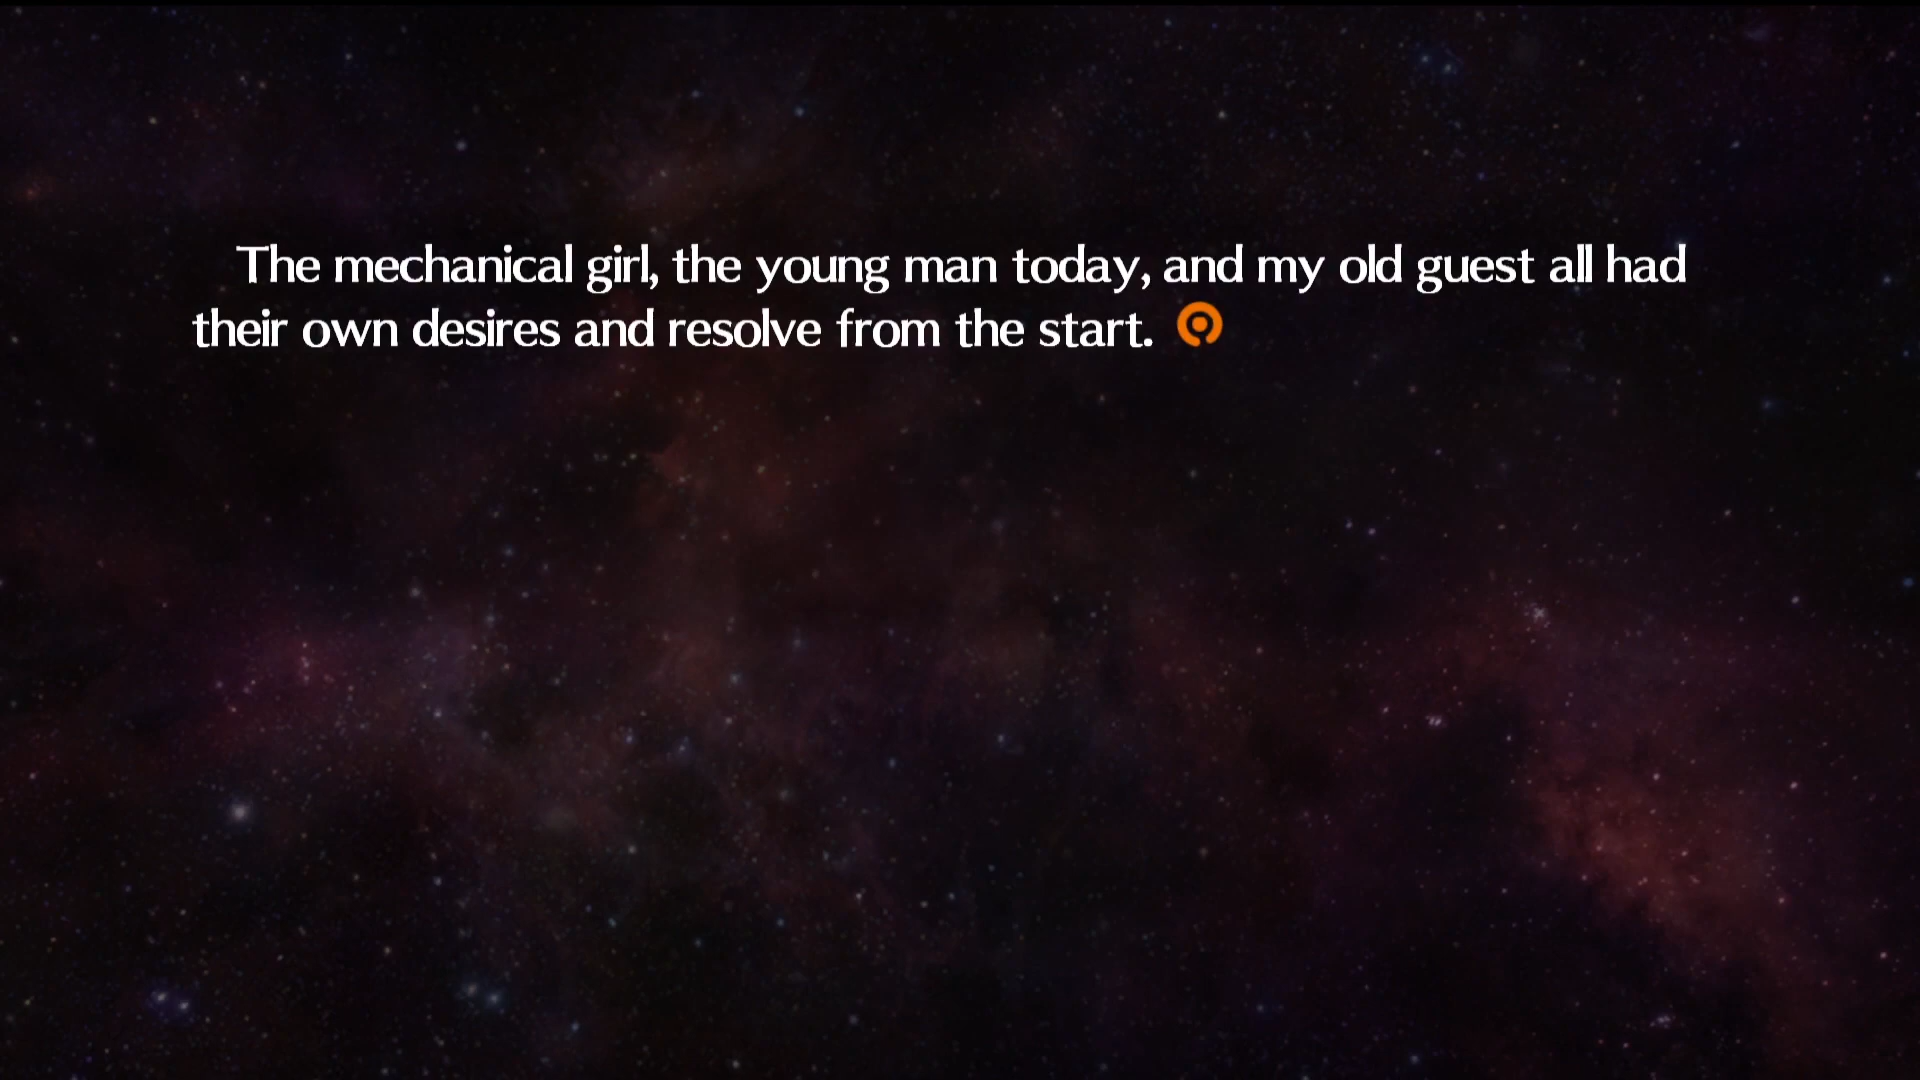 The mechanical girl, the young man today, and my old guest all had
their own desires and resolve from the start.